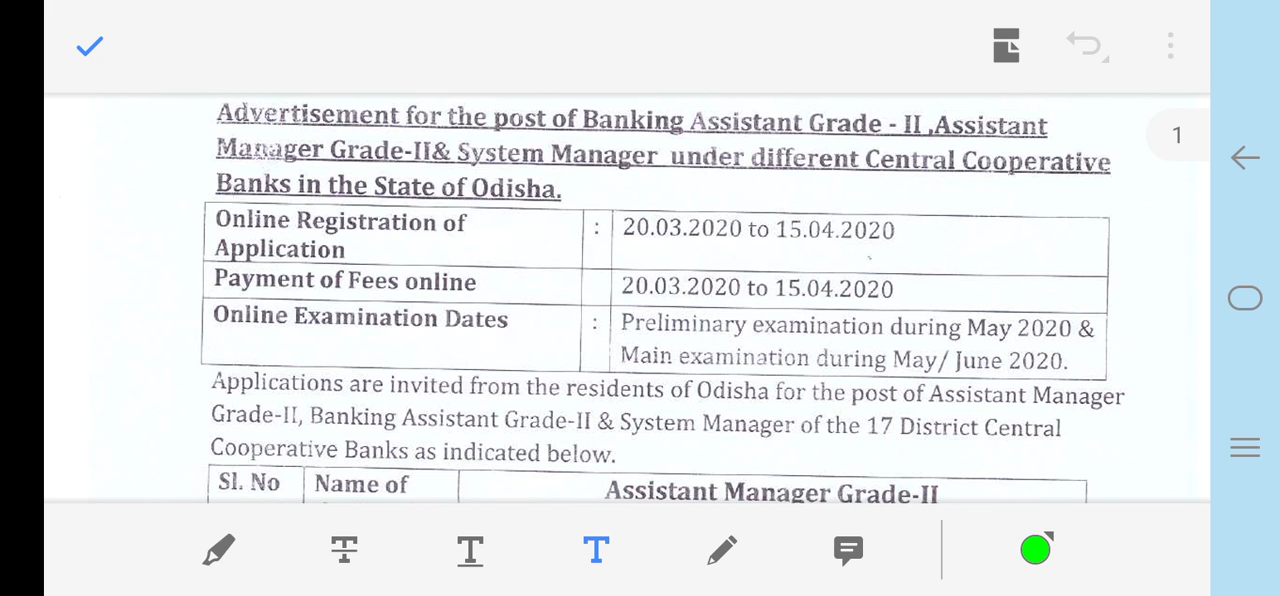 1
Advertisement for the post of Banking Assistant Grade - II ,Assistant
Manager Grade-II& System Manager under different Central Cooperative
Banks in the State of Odisha.
Online Registration of Application : 20.03.2020 to 15.04.2020
Payment of Fees online 20.03.2020 to 15.04.2020
Online Examination Dates : Preliminary examination during May 2020 &
Main examination during May/ June 2020.
Applications are invited from the residents of Odisha for the post of Assistant Manager
Grade-II, Banking Assistant Grade-II & System Manager of the 17 District Central
Cooperative Banks as indicated below.
Sl. No Name of Assistant Manager Grade-II